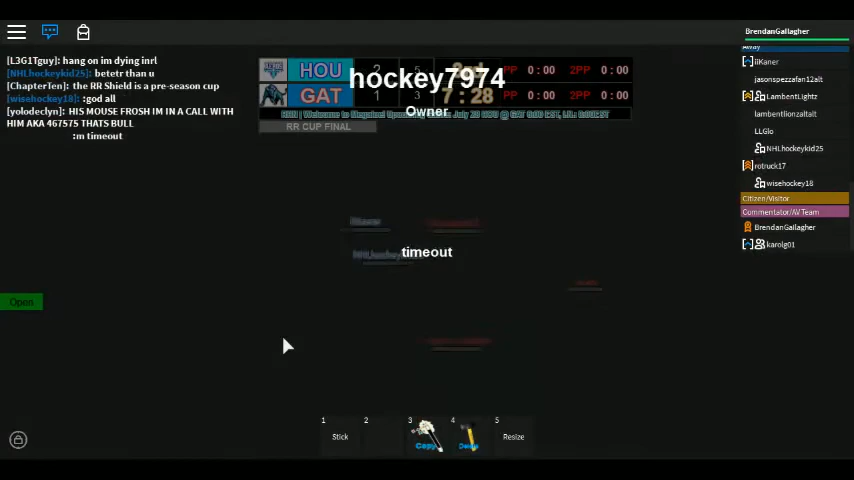 [L3G1Tguy]: hang on im dying inrl
[NHLhockeykid25]: betetr than u
[ChapterTen]: the RR Shield is a pre-season cup
[wisehockey18]: :god all
[yolodeclyn]: HIS MOUSE FROSH IM IN A CALL WITH
HIM AKA 467575 THATS BULL
:m timeout
HOU 2 5 PP 0:00 2PP 0:00
GAT 1 3 7:28 PP 0:00 2PP 0:00
RR CUP FINAL
hockey7974
Owner
timeout
Open
BrendanGallagher
Away
iiKaner
jasonspezzafan12alt
LambentLightz
lambentlionzaltalt
LLGlo
NHLhockeykid25
rotruck17
wisehockey18
Citizen/Visitor
Commentator/AV Team
BrendanGallagher
karolg01
1 2 3 4 5
Stick Copy Resize